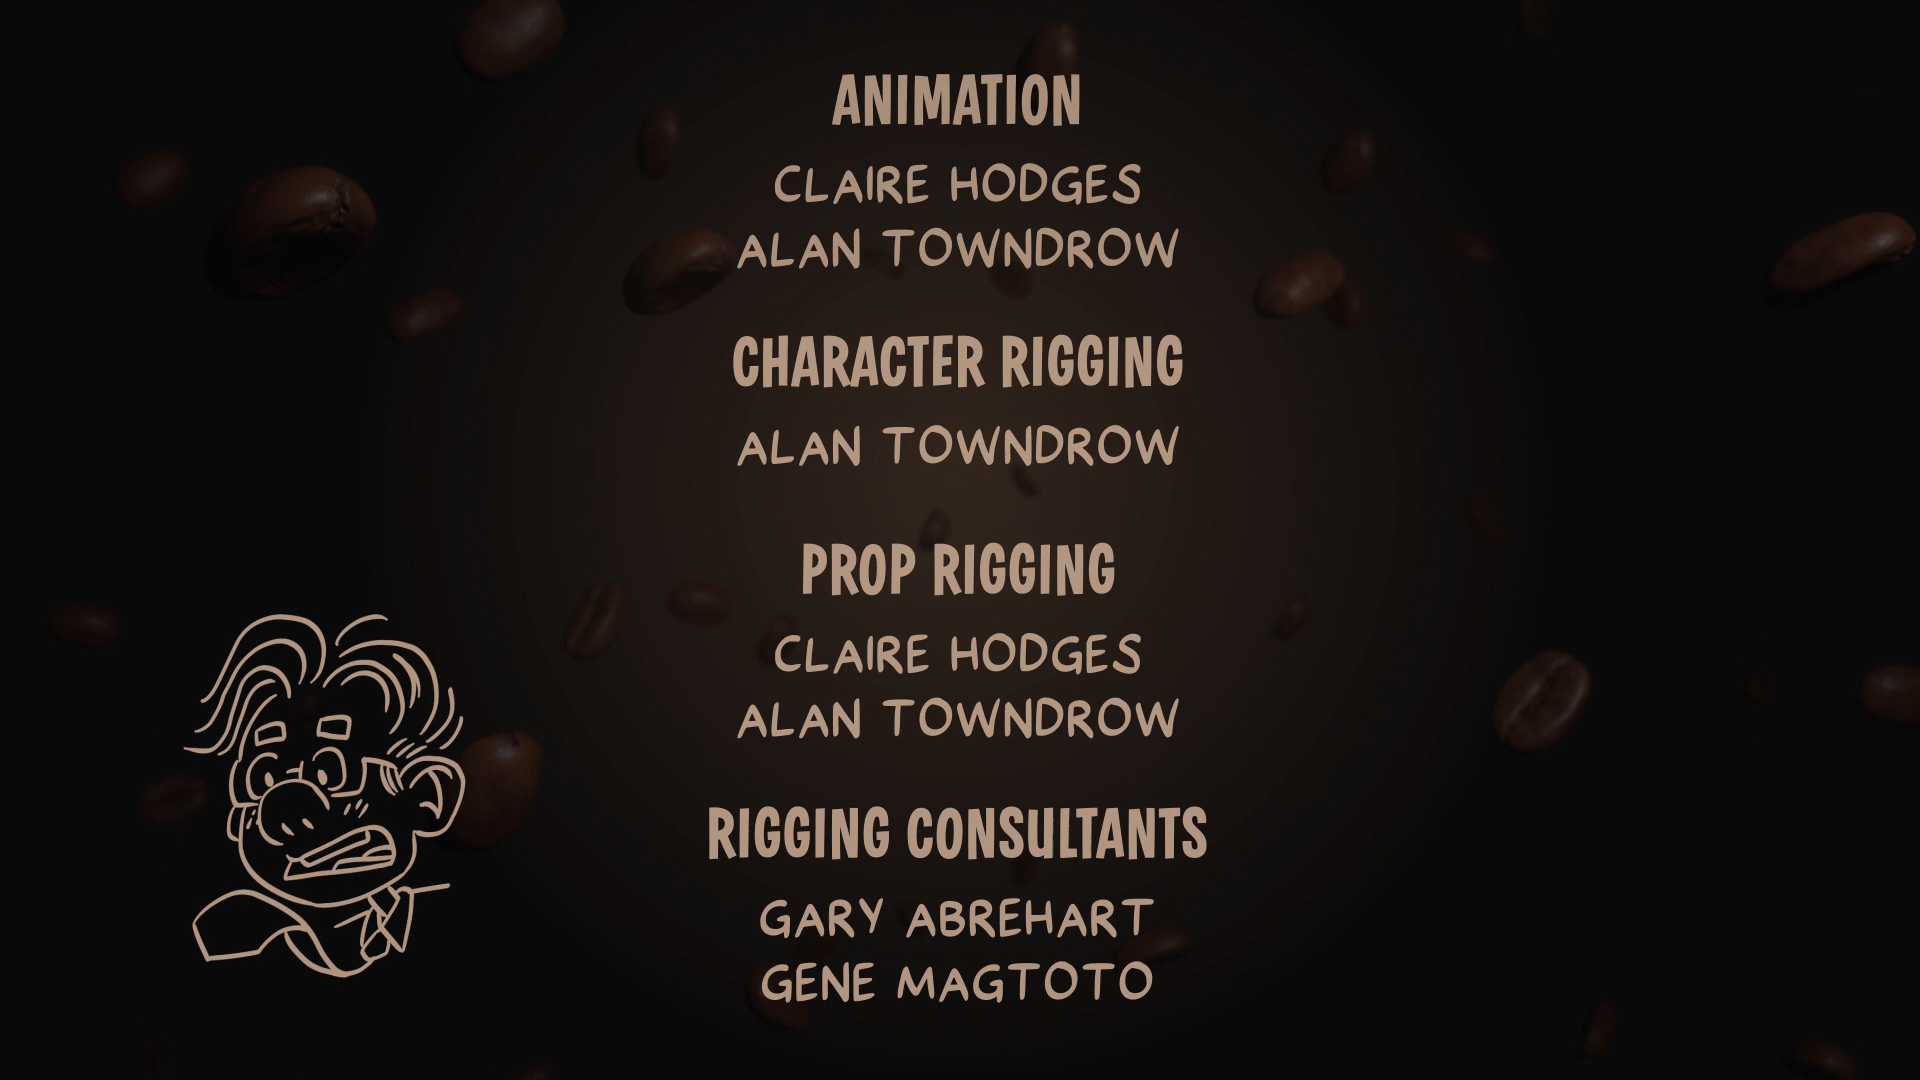 ANIMATION
CLAIRE HODGES
ALAN TOWNDROW
CHARACTER RIGGING
ALAN TOWNDROW
PROP RIGGING
CLAIRE HODGES
ALAN TOWNDROW
RIGGING CONSULTANTS
GARY ABREHART
GENE MAGTOTO